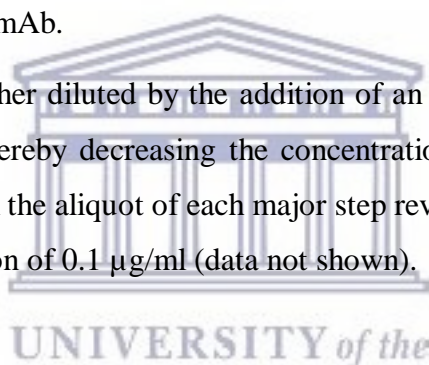 mAb.
her diluted by the addition of an
ereby decreasing the concentratio
the aliquot of each major step rev
on of 0.1 µg/ml (data not shown).
UNIVERSITY of the